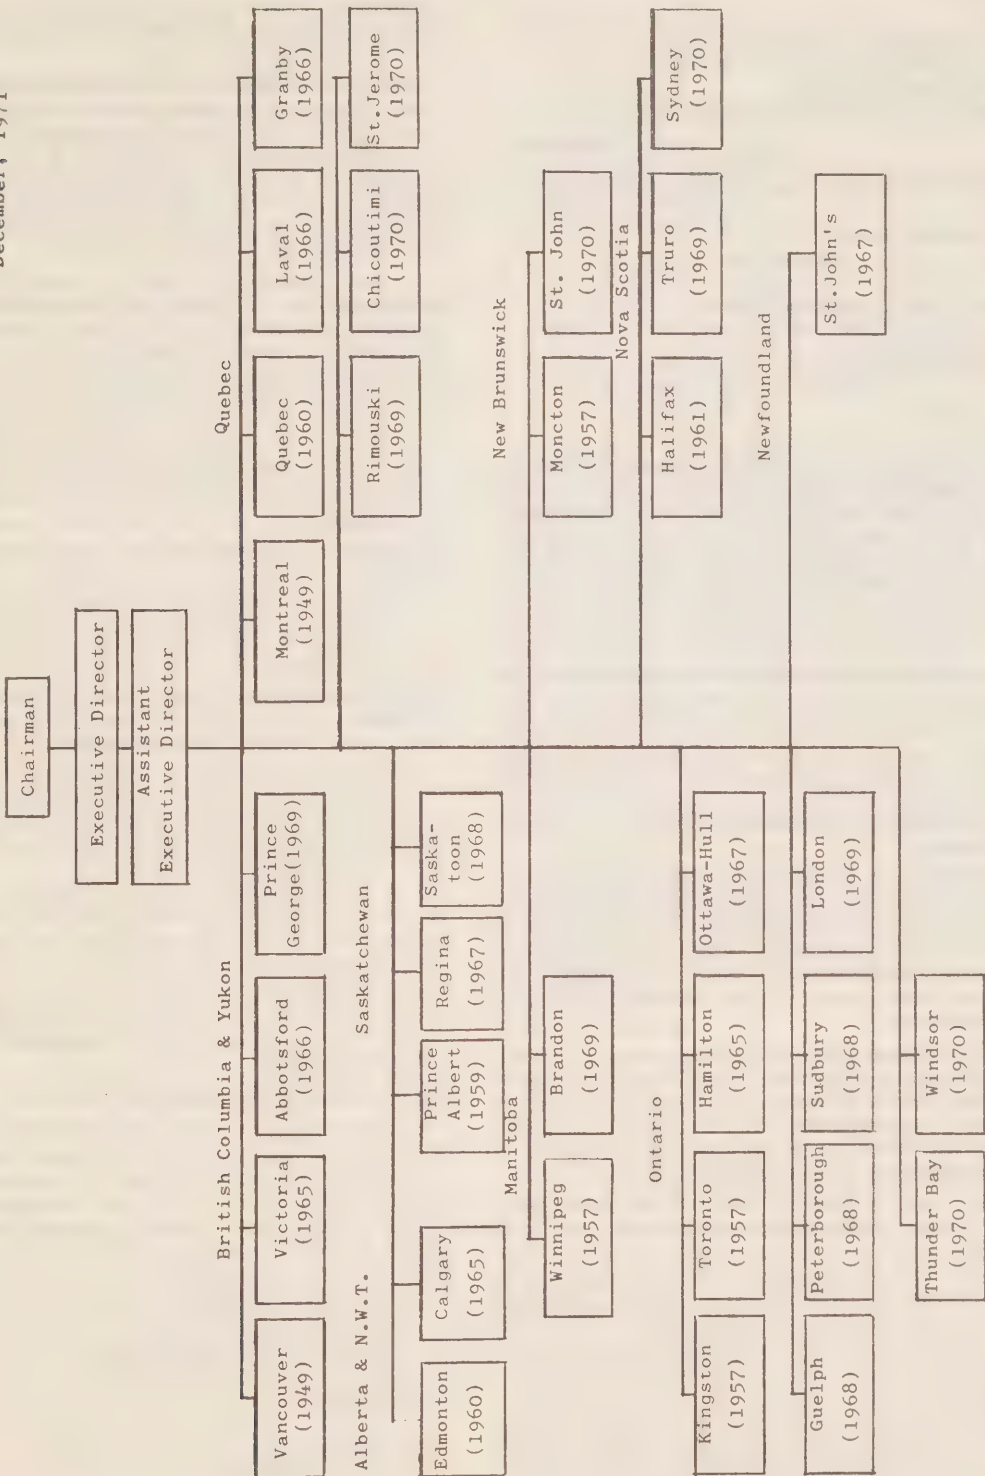 December, 1971
Chairman
Executive Director
Assistant
Executive Director
British Columbia & Yukon
Vancouver
(1949)
Victoria
(1965)
Abbotsford
(1966)
Prince
George(1969)
Quebec
Montreal
(1949)
Quebec
(1960)
Laval
(1966)
Granby
(1966)
Rimouski
(1969)
Chicoutimi
(1970)
St.Jerome
(1970)
Alberta & N.W.T.
Edmonton
(1960)
Calgary
(1965)
Saskatchewan
Prince
Albert
(1959)
Regina
(1967)
Saska-
toon
(1968)
Manitoba
Winnipeg
(1957)
Brandon
(1969)
New Brunswick
Moncton
(1957)
St. John
(1970)
Nova Scotia
Halifax
(1961)
Truro
(1969)
Sydney
(1970)
Ontario
Kingston
(1957)
Toronto
(1957)
Hamilton
(1965)
Ottawa-Hull
(1967)
Guelph
(1968)
Peterborough
(1968)
Sudbury
(1968)
London
(1969)
Thunder Bay
(1970)
Windsor
(1970)
Newfoundland
St.John's
(1967)